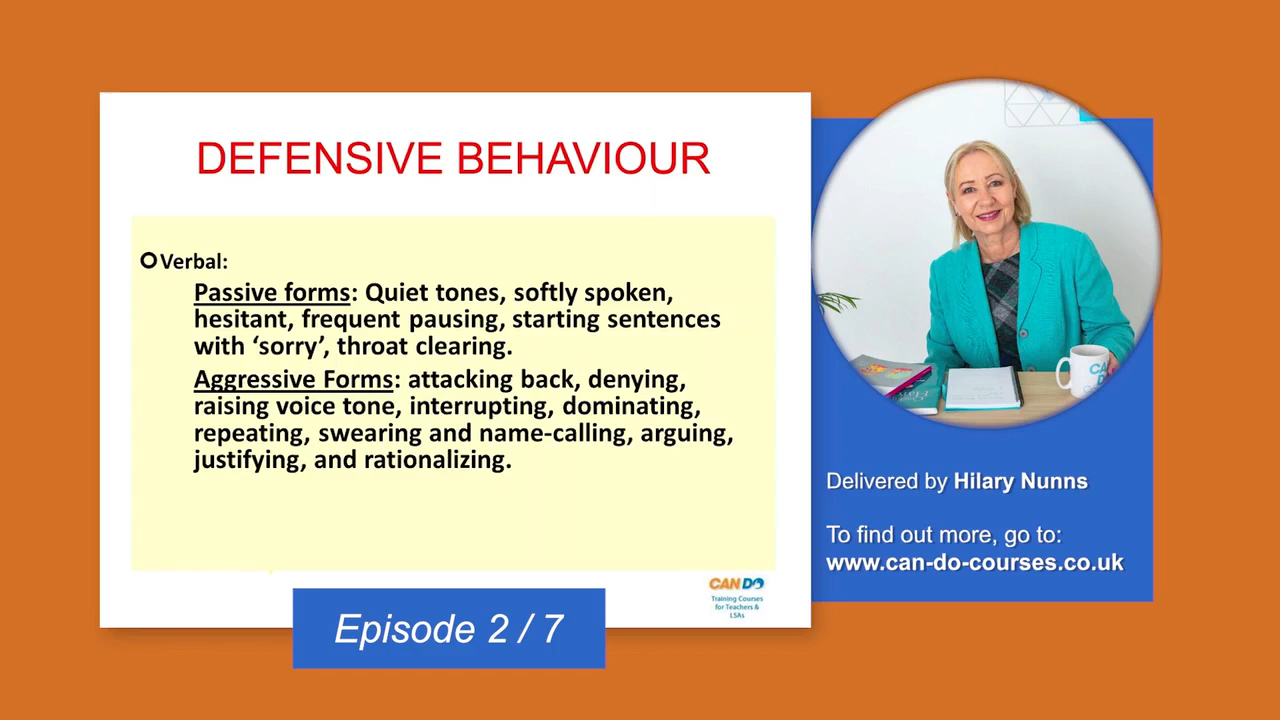 DEFENSIVE BEHAVIOUR
Verbal:
Passive forms: Quiet tones, softly spoken,
hesitant, frequent pausing, starting sentences
with ‘sorry’, throat clearing.
Aggressive Forms: attacking back, denying,
raising voice tone, interrupting, dominating,
repeating, swearing and name-calling, arguing,
justifying, and rationalizing.
CAN DO
Training Courses
for Teachers &
LSAs
Episode 2 / 7
Delivered by Hilary Nunns
To find out more, go to:
www.can-do-courses.co.uk